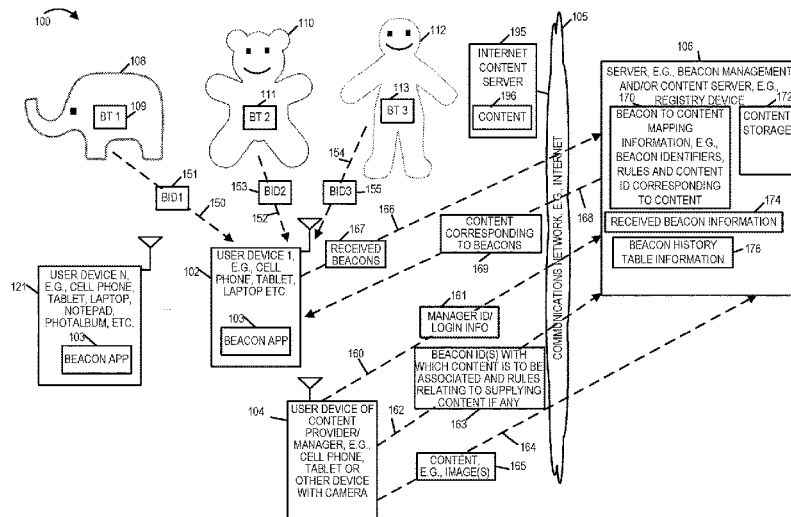 100
108
BT 1
109
110
111
BT 2
112
113
BT 3
195
INTERNET
CONTENT
SERVER
196
CONTENT
105
COMMUNICATIONS NETWORK, E.G., INTERNET
106
SERVER, E.G., BEACON MANAGEMENT
AND/OR CONTENT SERVER, E.G.,
REGISTRY DEVICE
170
BEACON TO CONTENT
MAPPING
INFORMATION, E.G.,
BEACON IDENTIFIERS,
RULES AND CONTENT
ID CORRESPONDING
TO CONTENT
172
CONTENT
STORAGE
174
RECEIVED BEACON INFORMATION
BEACON HISTORY
TABLE INFORMATION
176
151
BID1
150
153
BID2
152
154
BID3
155
166
167
RECEIVED
BEACONS
168
CONTENT
CORRESPONDING
TO BEACONS
169
121
USER DEVICE N,
E.G., CELL PHONE,
TABLET, LAPTOP,
NOTEPAD,
PHOTALBUM, ETC.
103
BEACON APP
...
102
USER DEVICE 1,
E.G., CELL
PHONE, TABLET,
LAPTOP ETC.
103
BEACON APP
161
MANAGER ID/
LOGIN INFO
160
BEACON ID(S) WITH
WHICH CONTENT IS TO BE
ASSOCIATED AND RULES
RELATING TO SUPPLYING
CONTENT IF ANY
162
163
104
USER DEVICE OF
CONTENT
PROVIDER/
MANAGER, E.G.,
CELL PHONE,
TABLET OR
OTHER DEVICE
WITH CAMERA
164
CONTENT,
E.G., IMAGE(S)
165